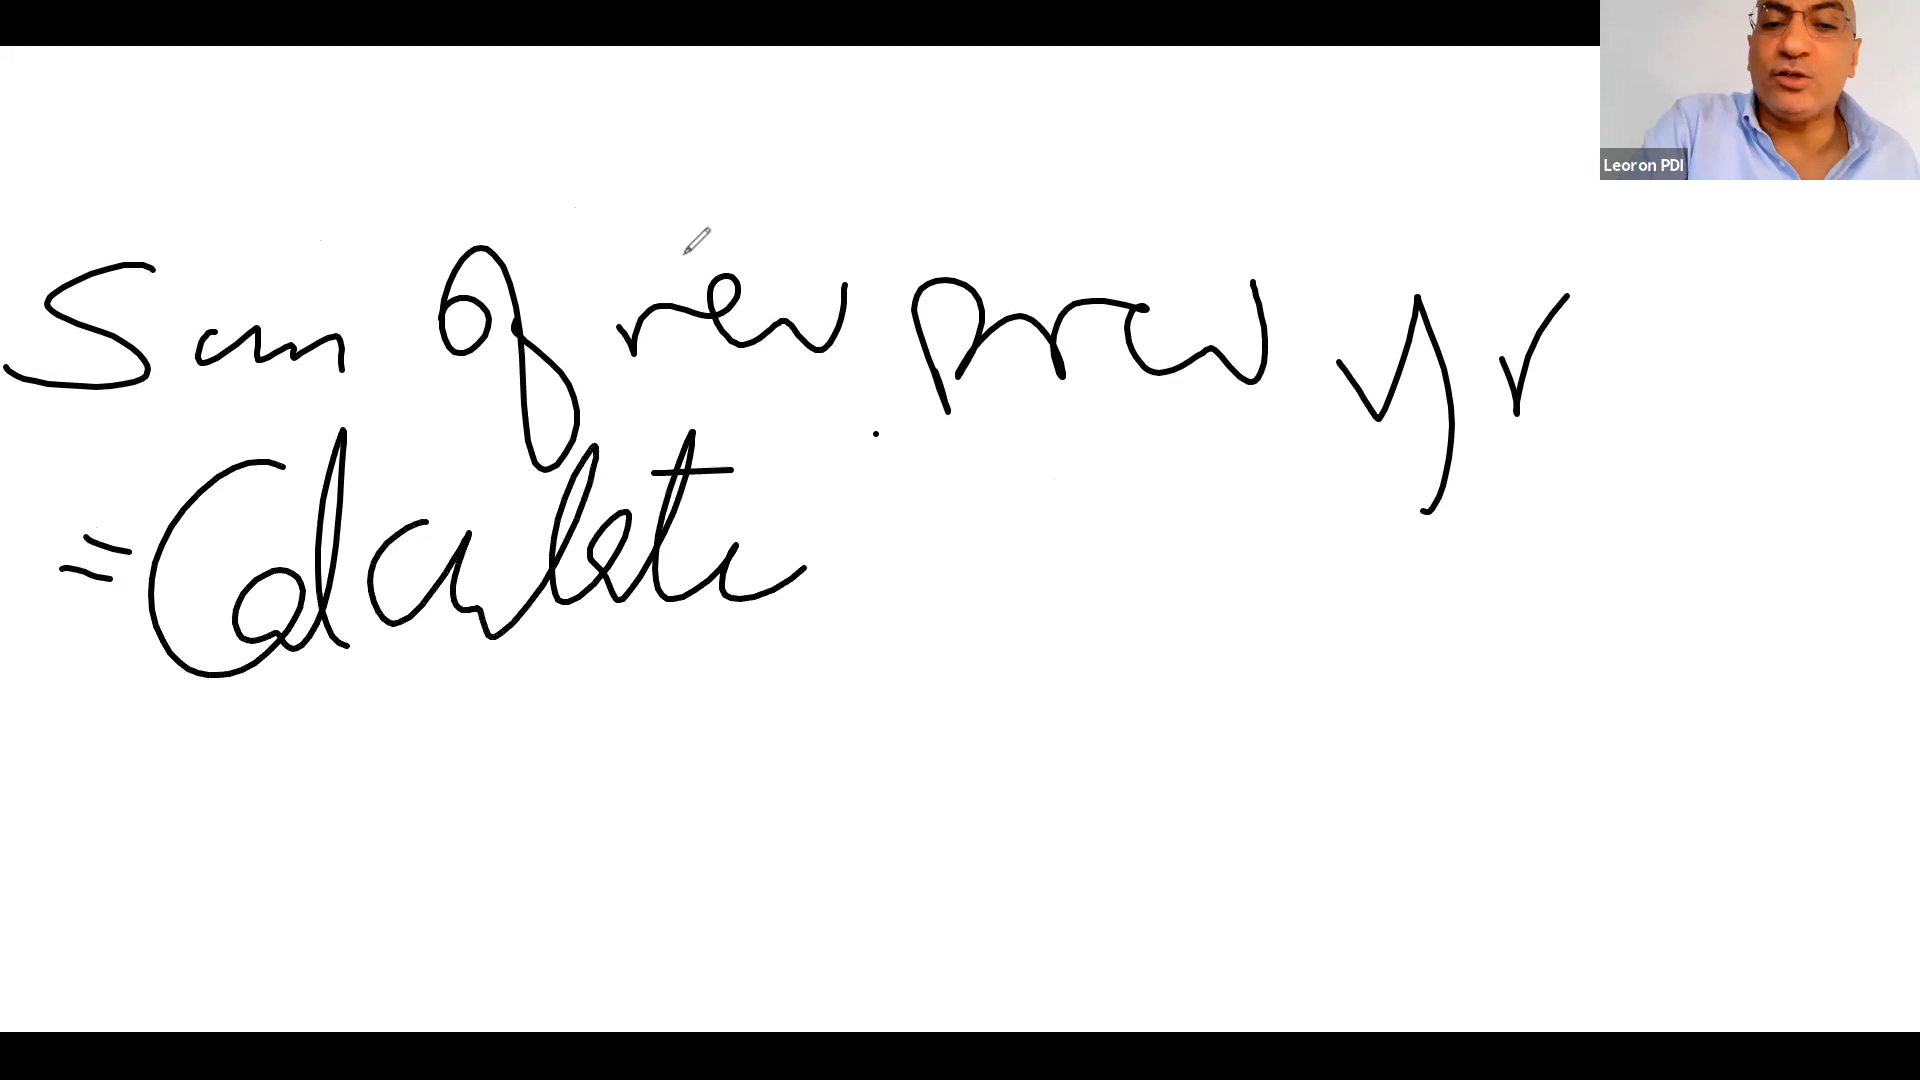 Leoron PDI
Sum of rev prev yr
= Calculate